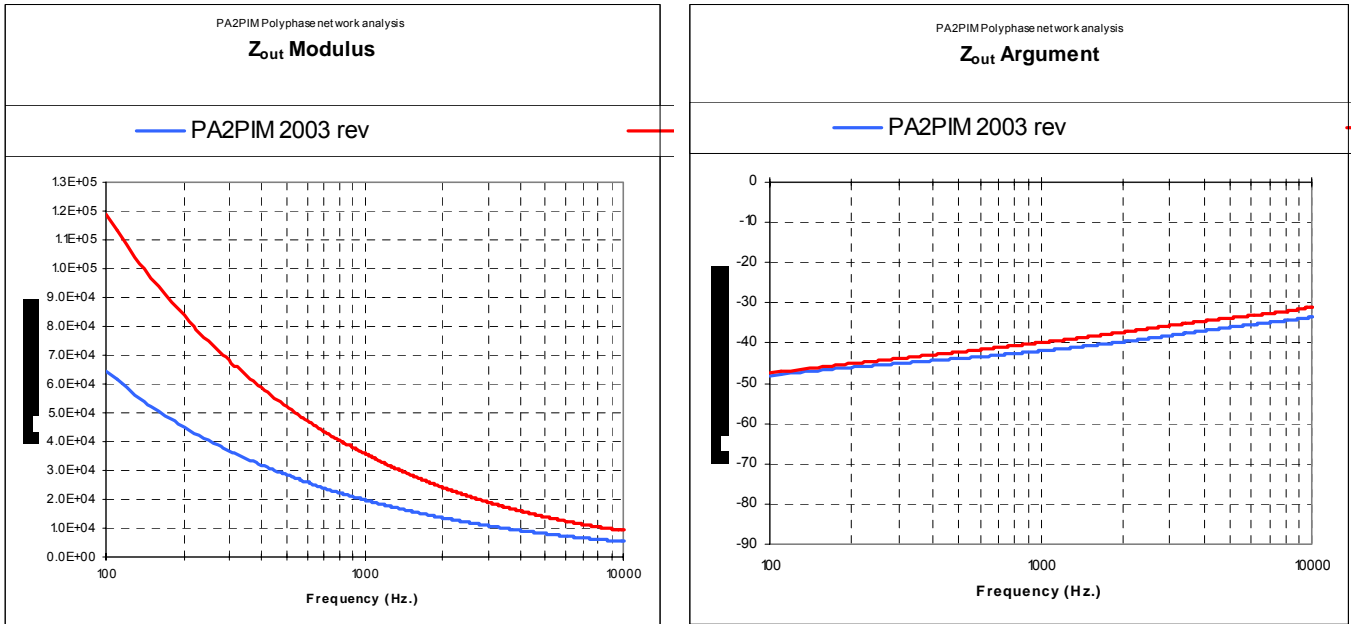 PA2PIM Polyphase network analysis
Zout Modulus
PA2PIM 2003 rev
1.3E+05
1.2E+05
1.1E+05
1.0E+05
9.0E+04
8.0E+04
7.0E+04
6.0E+04
5.0E+04
4.0E+04
3.0E+04
2.0E+04
1.0E+04
0.0E+00
100 1000 10000
Frequency (Hz.)
PA2PIM Polyphase network analysis
Zout Argument
PA2PIM 2003 rev
0
-10
-20
-30
-40
-50
-60
-70
-80
-90
100 1000 10000
Frequency (Hz.)